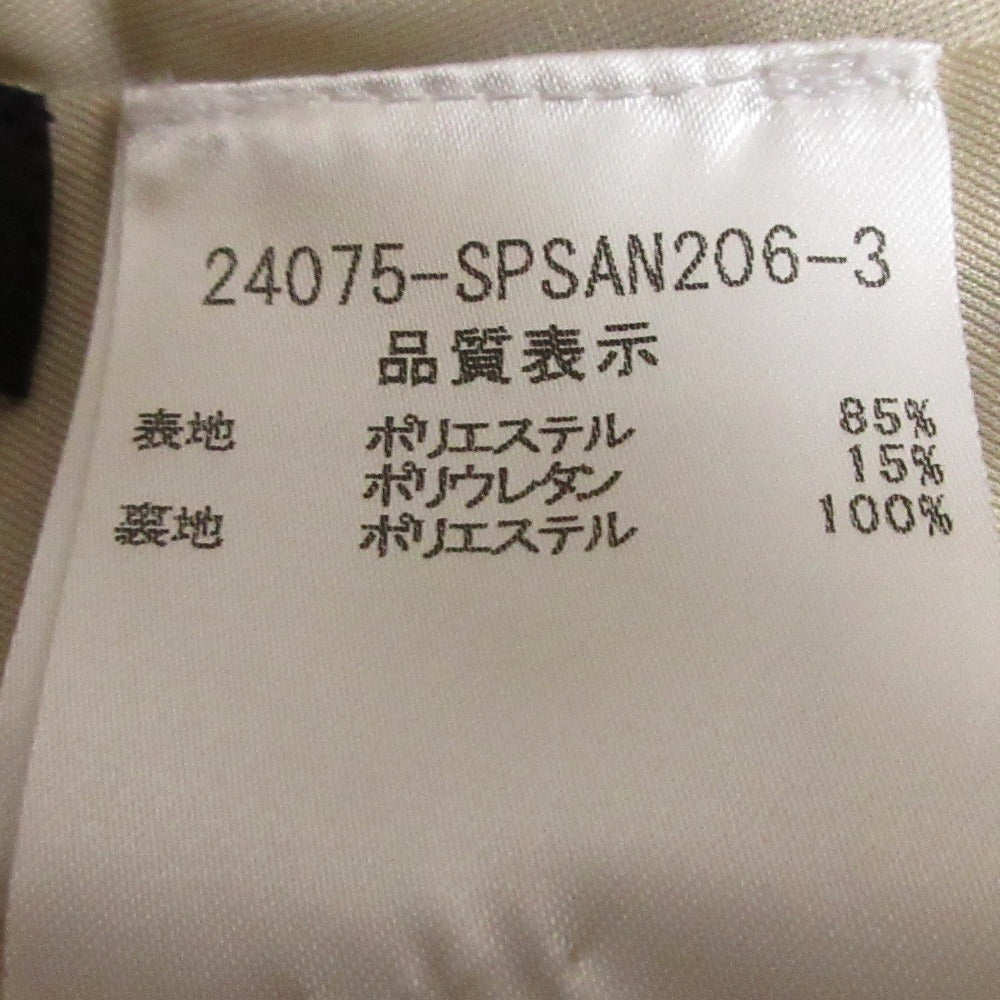 24075-SPSAN206-3
品質表示
表地 ポリエステル 85%
ポリウレタン 15%
裏地 ポリエステル 100%